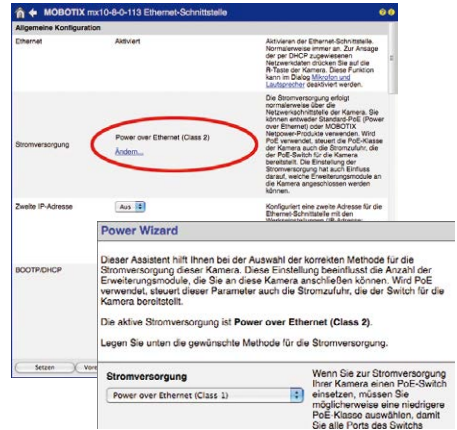 MOBOTIX mx10-8-0-113 Ethernet-Schnittstelle
Allgemeine Konfiguration
Ethernet
Aktiviert
Aktivieren der Ethernet-Schnittstelle.
Normalerweise immer an. Zur Ansage
der per DHCP zugewiesenen
Netzwerkdaten drücken Sie auf die
R-Taste der Kamera. Diese Funktion
kann im Dialog Mikrofon und
Lautsprecher deaktiviert werden.
Stromversorgung
Power over Ethernet (Class 2)
Ändern...
Die Stromversorgung erfolgt
normalerweise über die
Netzwerkschnittstelle der Kamera. Sie
können entweder Standard-PoE (Power
over Ethernet) oder MOBOTIX
Netpower-Produkte verwenden. Wird
PoE verwendet, steuert die PoE-Klasse
der Kamera auch die Stromzufuhr, die
der PoE-Switch für die Kamera
bereitstellt. Die Einstellung der
Stromversorgung hat auch Einfluss
darauf, welche Erweiterungsmodule an
die Kamera angeschlossen werden
können.
Zweite IP-Adresse
Aus
Konfiguriert eine zweite Adresse für die
Ethernet-Schnittstelle mit den
BOOTP/DHCP
Setzen
Power Wizard
Dieser Assistent hilft Ihnen bei der Auswahl der korrekten Methode für die
Stromversorgung dieser Kamera. Diese Einstellung beeinflusst die Anzahl der
Erweiterungsmodule, die Sie an diese Kamera anschließen können. Wird PoE
verwendet, steuert dieser Parameter auch die Stromzufuhr, die der Switch für die
Kamera bereitstellt.
Die aktive Stromversorgung ist Power over Ethernet (Class 2).
Legen Sie unten die gewünschte Methode für die Stromversorgung.
Stromversorgung
Power over Ethernet (Class 1)
Wenn Sie zur Stromversorgung
Ihrer Kamera einen PoE-Switch
einsetzen, müssen Sie
möglicherweise eine niedrigere
PoE-Klasse auswählen, damit
Sie alle Ports des Switchs